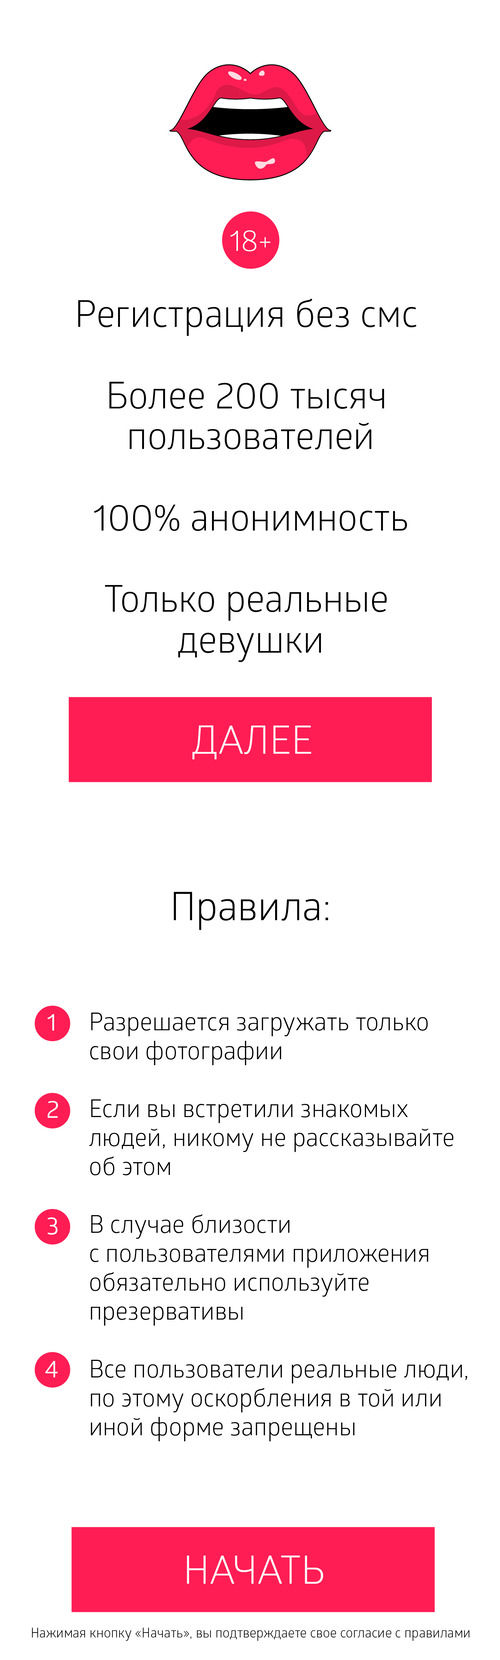 18+
Регистрация без смс
Более 200 тысяч
пользователей
100% анонимность
Только реальные
девушки
ДАЛЕЕ
Правила:
1 Разрешается загружать только
свои фотографии
2 Если вы встретили знакомых
людей, никому не рассказывайте
об этом
3 В случае близости
с пользователями приложения
обязательно используйте
презервативы
4 Все пользователи реальные люди,
по этому оскорбления в той или
иной форме запрещены
НАЧАТЬ
Нажимая кнопку «Начать», вы подтверждаете свое согласие с правилами